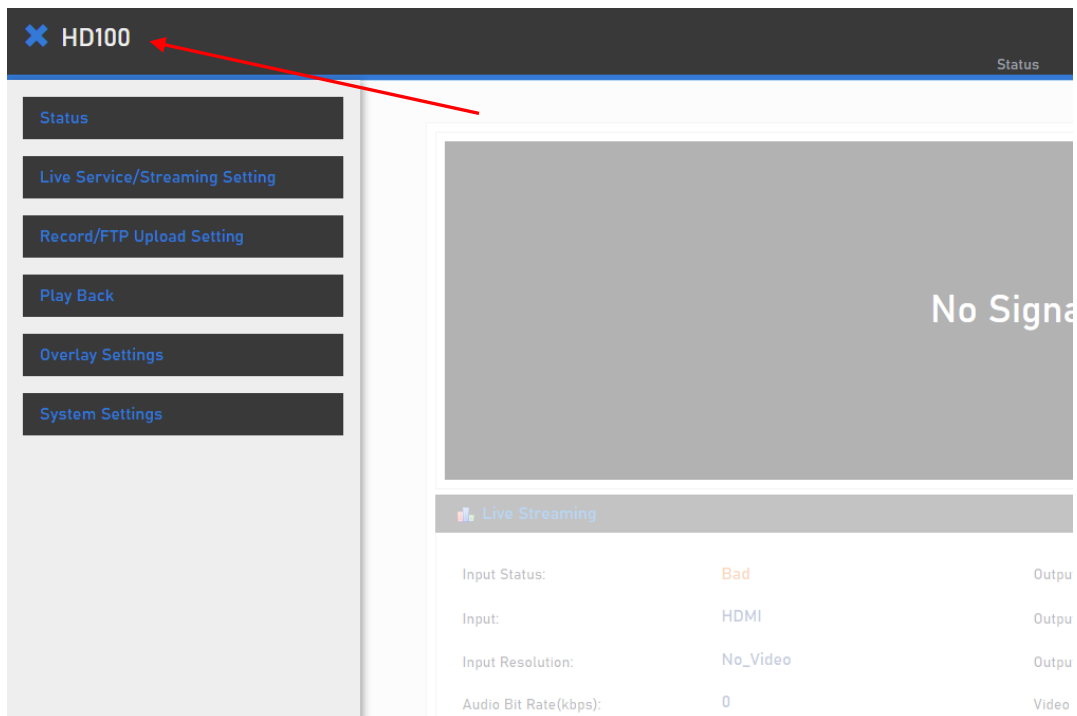 HD100
Status
Status
Live Service/Streaming Setting
Record/FTP Upload Setting
Play Back
Overlay Settings
System Settings
No Signa
Live Streaming
Input Status: Bad Outpu
Input: HDMI Outpu
Input Resolution: No_Video Outpu
Audio Bit Rate(kbps): 0 Video